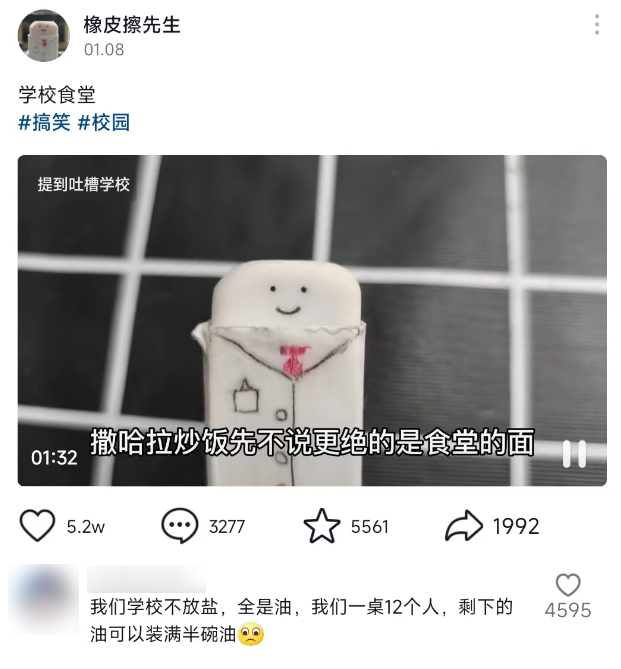 橡皮擦先生
01.08
学校食堂
#搞笑 #校园
提到吐槽学校
撒哈拉炒饭先不说更绝的是食堂的面
01:32
5.2w
3277
5561
1992
我们学校不放盐，全是油，我们一桌12个人，剩下的
油可以装满半碗油
4595